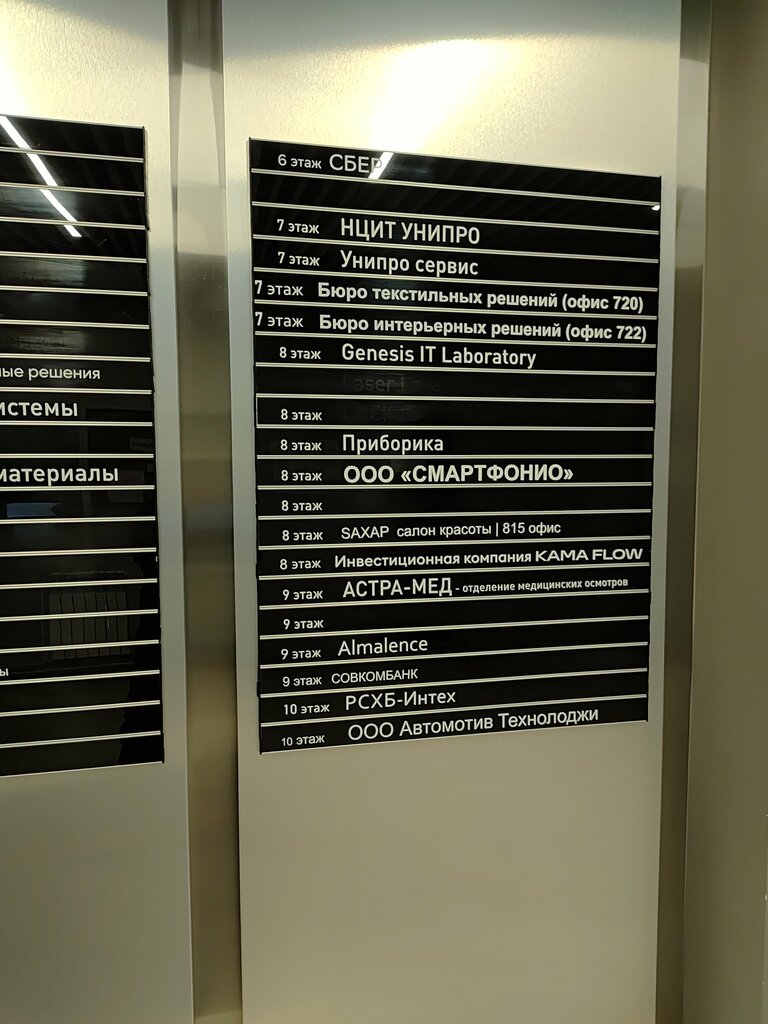 ые решения
истемы
материалы
ы
6 этаж СБЕР
7 этаж НЦИТ УНИПРО
7 этаж Унипро сервис
7 этаж Бюро текстильных решений (офис 720)
7 этаж Бюро интерьерных решений (офис 722)
8 этаж Genesis IT Laboratory
Laser Love
8 этаж
8 этаж Приборика
8 этаж ООО «СМАРТФОНИО»
8 этаж
8 этаж SАХАР салон красоты | 815 офис
8 этаж Инвестиционная компания KAMA FLOW
9 этаж АСТРА-МЕД - отделение медицинских осмотров
9 этаж
9 этаж Almalence
9 этаж СОВКОМБАНК
10 этаж РСХБ-Интех
10 этаж ООО Автомотив Технолоджи